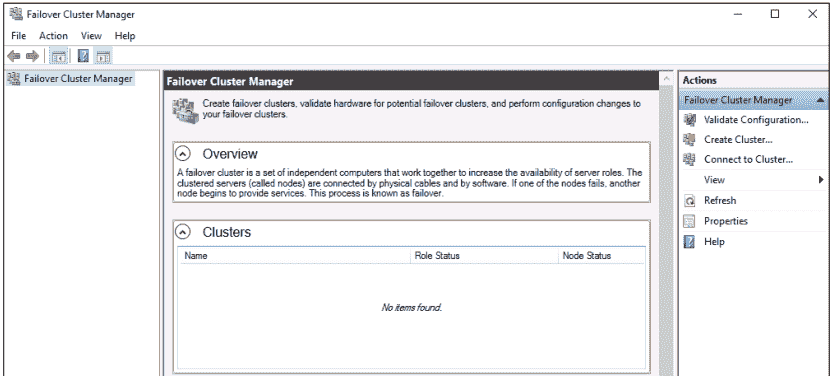 Failover Cluster Manager
File Action View Help
Failover Cluster Manager
Failover Cluster Manager
Create failover clusters, validate hardware for potential failover clusters, and perform configuration changes to
your failover clusters.
Overview
A failover cluster is a set of independent computers that work together to increase the availability of server roles. The
clustered servers (called nodes) are connected by physical cables and by software. If one of the nodes fails, another
node begins to provide services. This process is known as failover.
Clusters
Name Role Status Node Status
No items found.
Actions
Failover Cluster Manager
Validate Configuration...
Create Cluster...
Connect to Cluster...
View
Refresh
Properties
Help